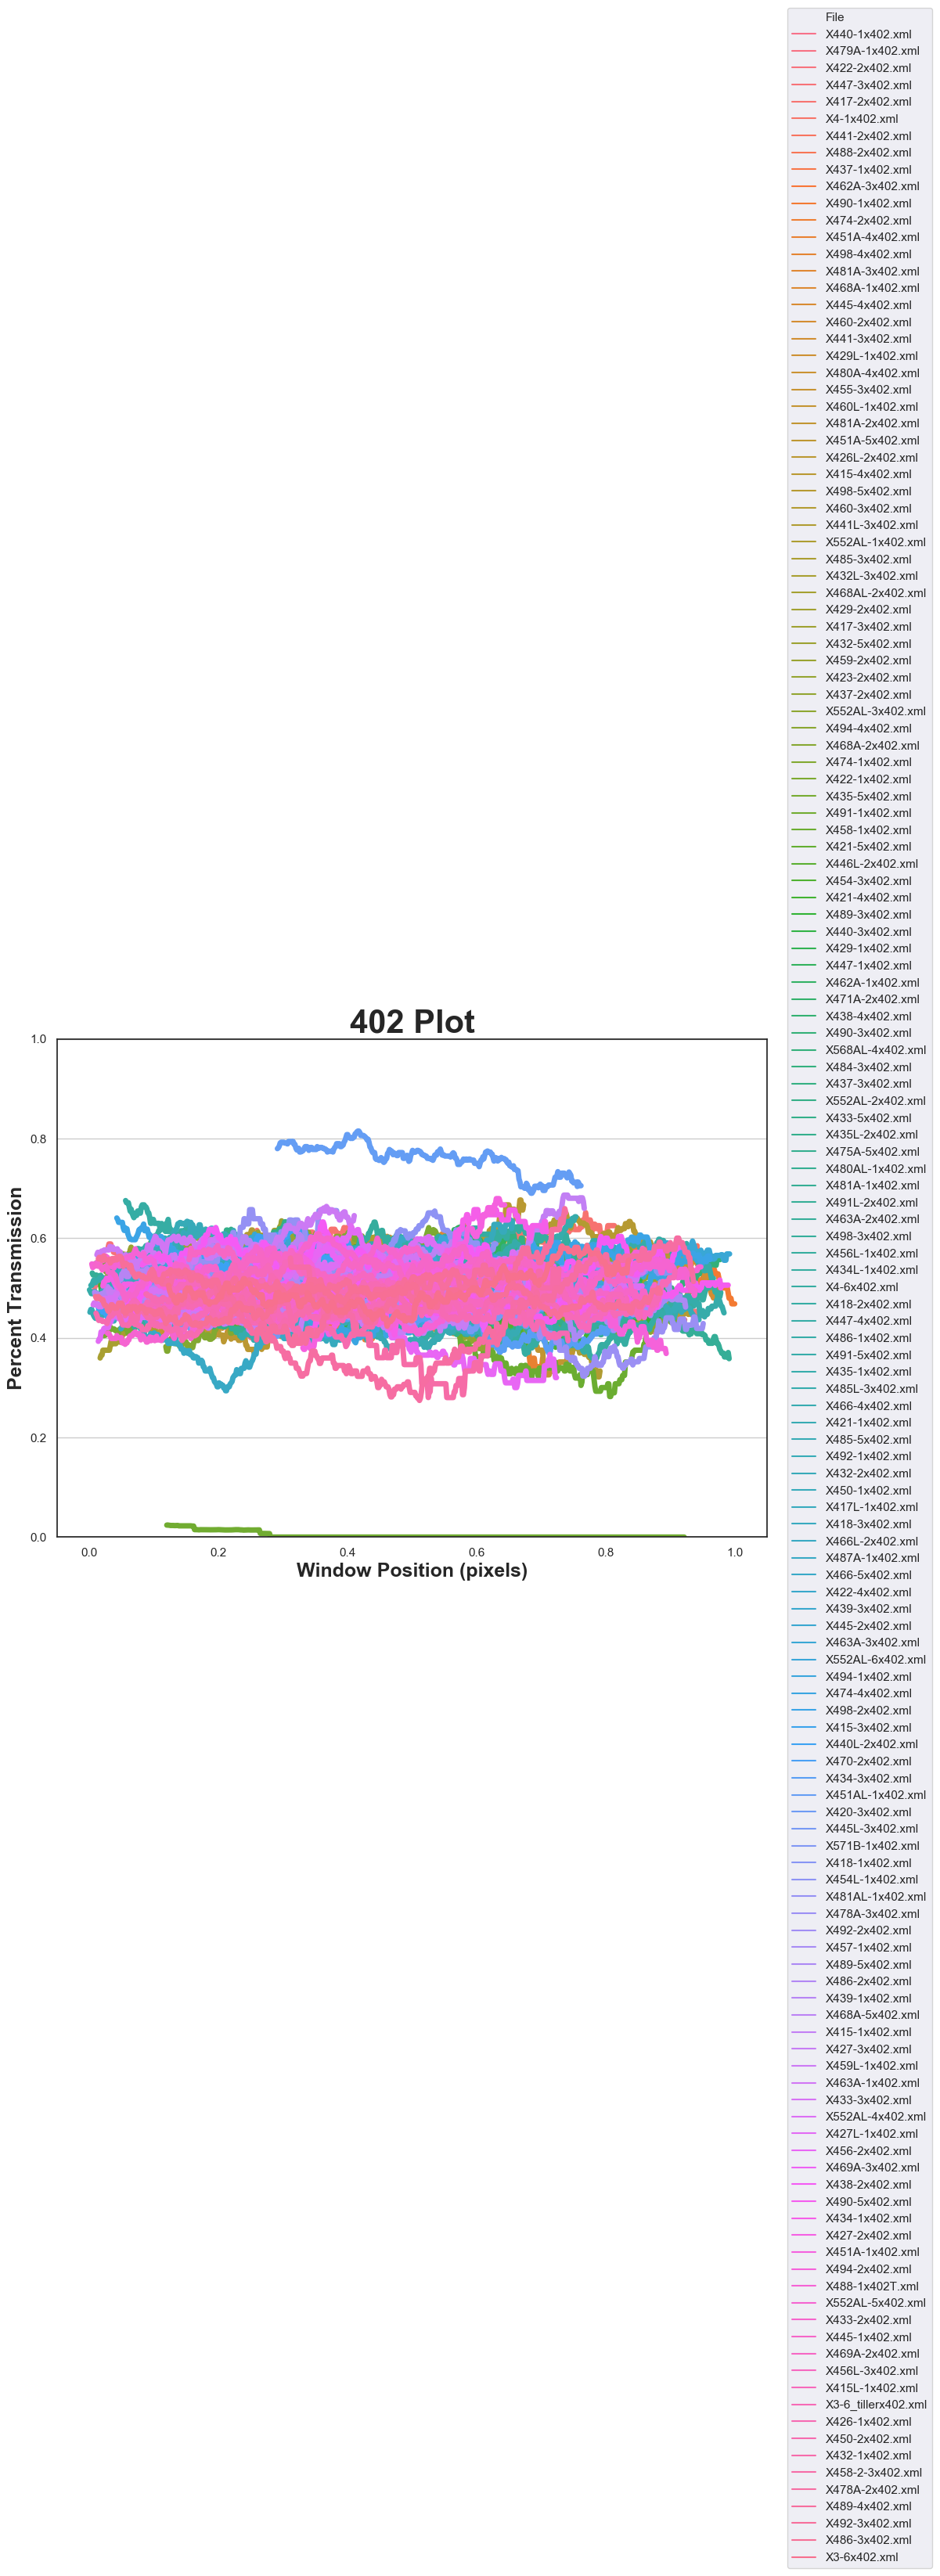 402 Plot
Percent Transmission
1.0
0.8
0.6
0.4
0.2
0.0
0.0 0.2 0.4 0.6 0.8 1.0
Window Position (pixels)
File
X440-1x402.xml
X479A-1x402.xml
X422-2x402.xml
X447-3x402.xml
X417-2x402.xml
X4-1x402.xml
X441-2x402.xml
X488-2x402.xml
X437-1x402.xml
X462A-3x402.xml
X490-1x402.xml
X474-2x402.xml
X451A-4x402.xml
X498-4x402.xml
X481A-3x402.xml
X468A-1x402.xml
X445-4x402.xml
X460-2x402.xml
X441-3x402.xml
X429L-1x402.xml
X480A-4x402.xml
X455-3x402.xml
X460L-1x402.xml
X481A-2x402.xml
X451A-5x402.xml
X426L-2x402.xml
X415-4x402.xml
X498-5x402.xml
X460-3x402.xml
X441L-3x402.xml
X552AL-1x402.xml
X485-3x402.xml
X432L-3x402.xml
X468AL-2x402.xml
X429-2x402.xml
X417-3x402.xml
X432-5x402.xml
X459-2x402.xml
X423-2x402.xml
X437-2x402.xml
X552AL-3x402.xml
X494-4x402.xml
X468A-2x402.xml
X474-1x402.xml
X422-1x402.xml
X435-5x402.xml
X491-1x402.xml
X458-1x402.xml
X421-5x402.xml
X446L-2x402.xml
X454-3x402.xml
X421-4x402.xml
X489-3x402.xml
X440-3x402.xml
X429-1x402.xml
X447-1x402.xml
X462A-1x402.xml
X471A-2x402.xml
X438-4x402.xml
X490-3x402.xml
X568AL-4x402.xml
X484-3x402.xml
X437-3x402.xml
X552AL-2x402.xml
X433-5x402.xml
X435L-2x402.xml
X475A-5x402.xml
X480AL-1x402.xml
X481A-1x402.xml
X491L-2x402.xml
X463A-2x402.xml
X498-3x402.xml
X456L-1x402.xml
X434L-1x402.xml
X4-6x402.xml
X418-2x402.xml
X447-4x402.xml
X486-1x402.xml
X491-5x402.xml
X435-1x402.xml
X485L-3x402.xml
X466-4x402.xml
X421-1x402.xml
X485-5x402.xml
X492-1x402.xml
X432-2x402.xml
X450-1x402.xml
X417L-1x402.xml
X418-3x402.xml
X466L-2x402.xml
X487A-1x402.xml
X466-5x402.xml
X422-4x402.xml
X439-3x402.xml
X445-2x402.xml
X463A-3x402.xml
X552AL-6x402.xml
X494-1x402.xml
X474-4x402.xml
X498-2x402.xml
X415-3x402.xml
X440L-2x402.xml
X470-2x402.xml
X434-3x402.xml
X451AL-1x402.xml
X420-3x402.xml
X445L-3x402.xml
X571B-1x402.xml
X418-1x402.xml
X454L-1x402.xml
X481AL-1x402.xml
X478A-3x402.xml
X492-2x402.xml
X457-1x402.xml
X489-5x402.xml
X486-2x402.xml
X439-1x402.xml
X468A-5x402.xml
X415-1x402.xml
X427-3x402.xml
X459L-1x402.xml
X463A-1x402.xml
X433-3x402.xml
X552AL-4x402.xml
X427L-1x402.xml
X456-2x402.xml
X469A-3x402.xml
X438-2x402.xml
X490-5x402.xml
X434-1x402.xml
X427-2x402.xml
X451A-1x402.xml
X494-2x402.xml
X488-1x402T.xml
X552AL-5x402.xml
X433-2x402.xml
X445-1x402.xml
X469A-2x402.xml
X456L-3x402.xml
X415L-1x402.xml
X3-6_tillerx402.xml
X426-1x402.xml
X450-2x402.xml
X432-1x402.xml
X458-2-3x402.xml
X478A-2x402.xml
X489-4x402.xml
X492-3x402.xml
X486-3x402.xml
X3-6x402.xml